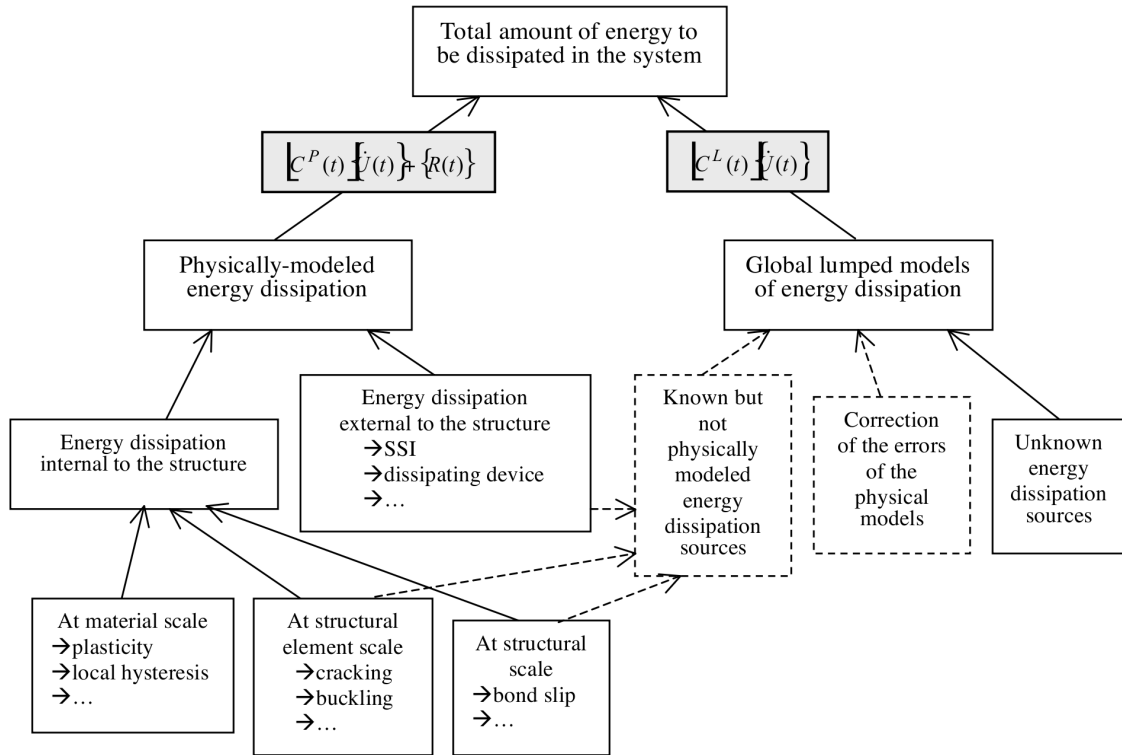 Total amount of energy to
be dissipated in the system
[C^P(t)]{U̇(t)}+{R(t)}
[C^L(t)]{U̇(t)}
Physically-modeled
energy dissipation
Global lumped models
of energy dissipation
Energy dissipation
internal to the structure
Energy dissipation
external to the structure
→SSI
→dissipating device
→…
Known but
not
physically
modeled
energy
dissipation
sources
Correction
of the errors
of the
physical
models
Unknown
energy
dissipation
sources
At material scale
→plasticity
→local hysteresis
→…
At structural
element scale
→cracking
→buckling
→…
At structural
scale
→bond slip
→…